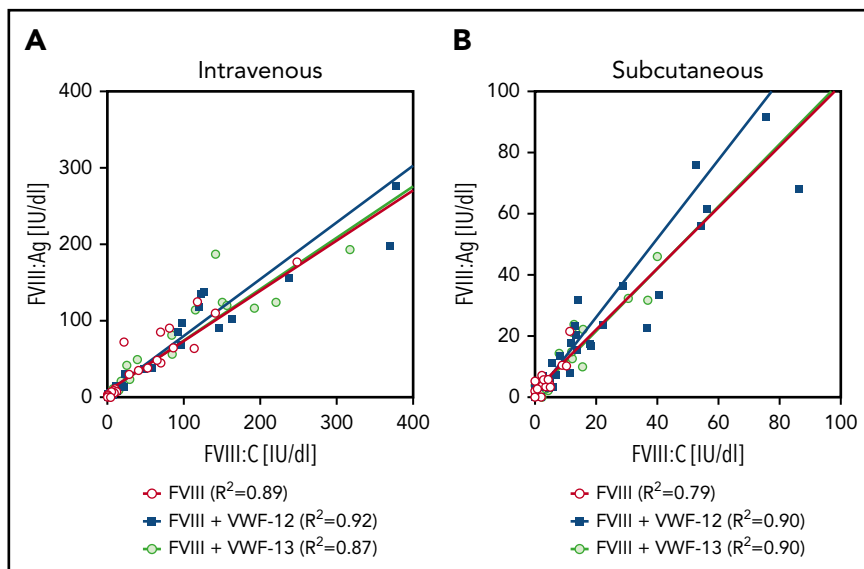 A
Intravenous
400
300
200
100
0
0 100 200 300 400
FVIII:Ag [IU/dl]
FVIII:C [IU/dl]
FVIII (R²=0.89)
FVIII + VWF-12 (R²=0.92)
FVIII + VWF-13 (R²=0.87)
B
Subcutaneous
100
80
60
40
20
0
0 20 40 60 80 100
FVIII:Ag [IU/dl]
FVIII:C [IU/dl]
FVIII (R²=0.79)
FVIII + VWF-12 (R²=0.90)
FVIII + VWF-13 (R²=0.90)